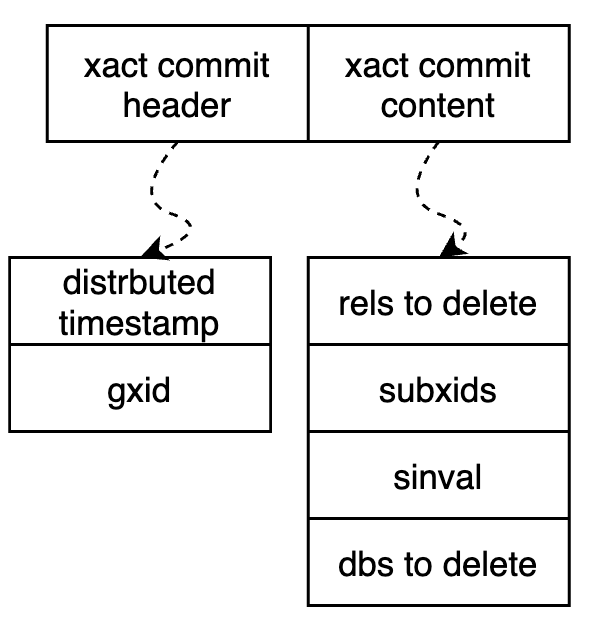 xact commit
header
xact commit
content
distrbuted
timestamp
gxid
rels to delete
subxids
sinval
dbs to delete